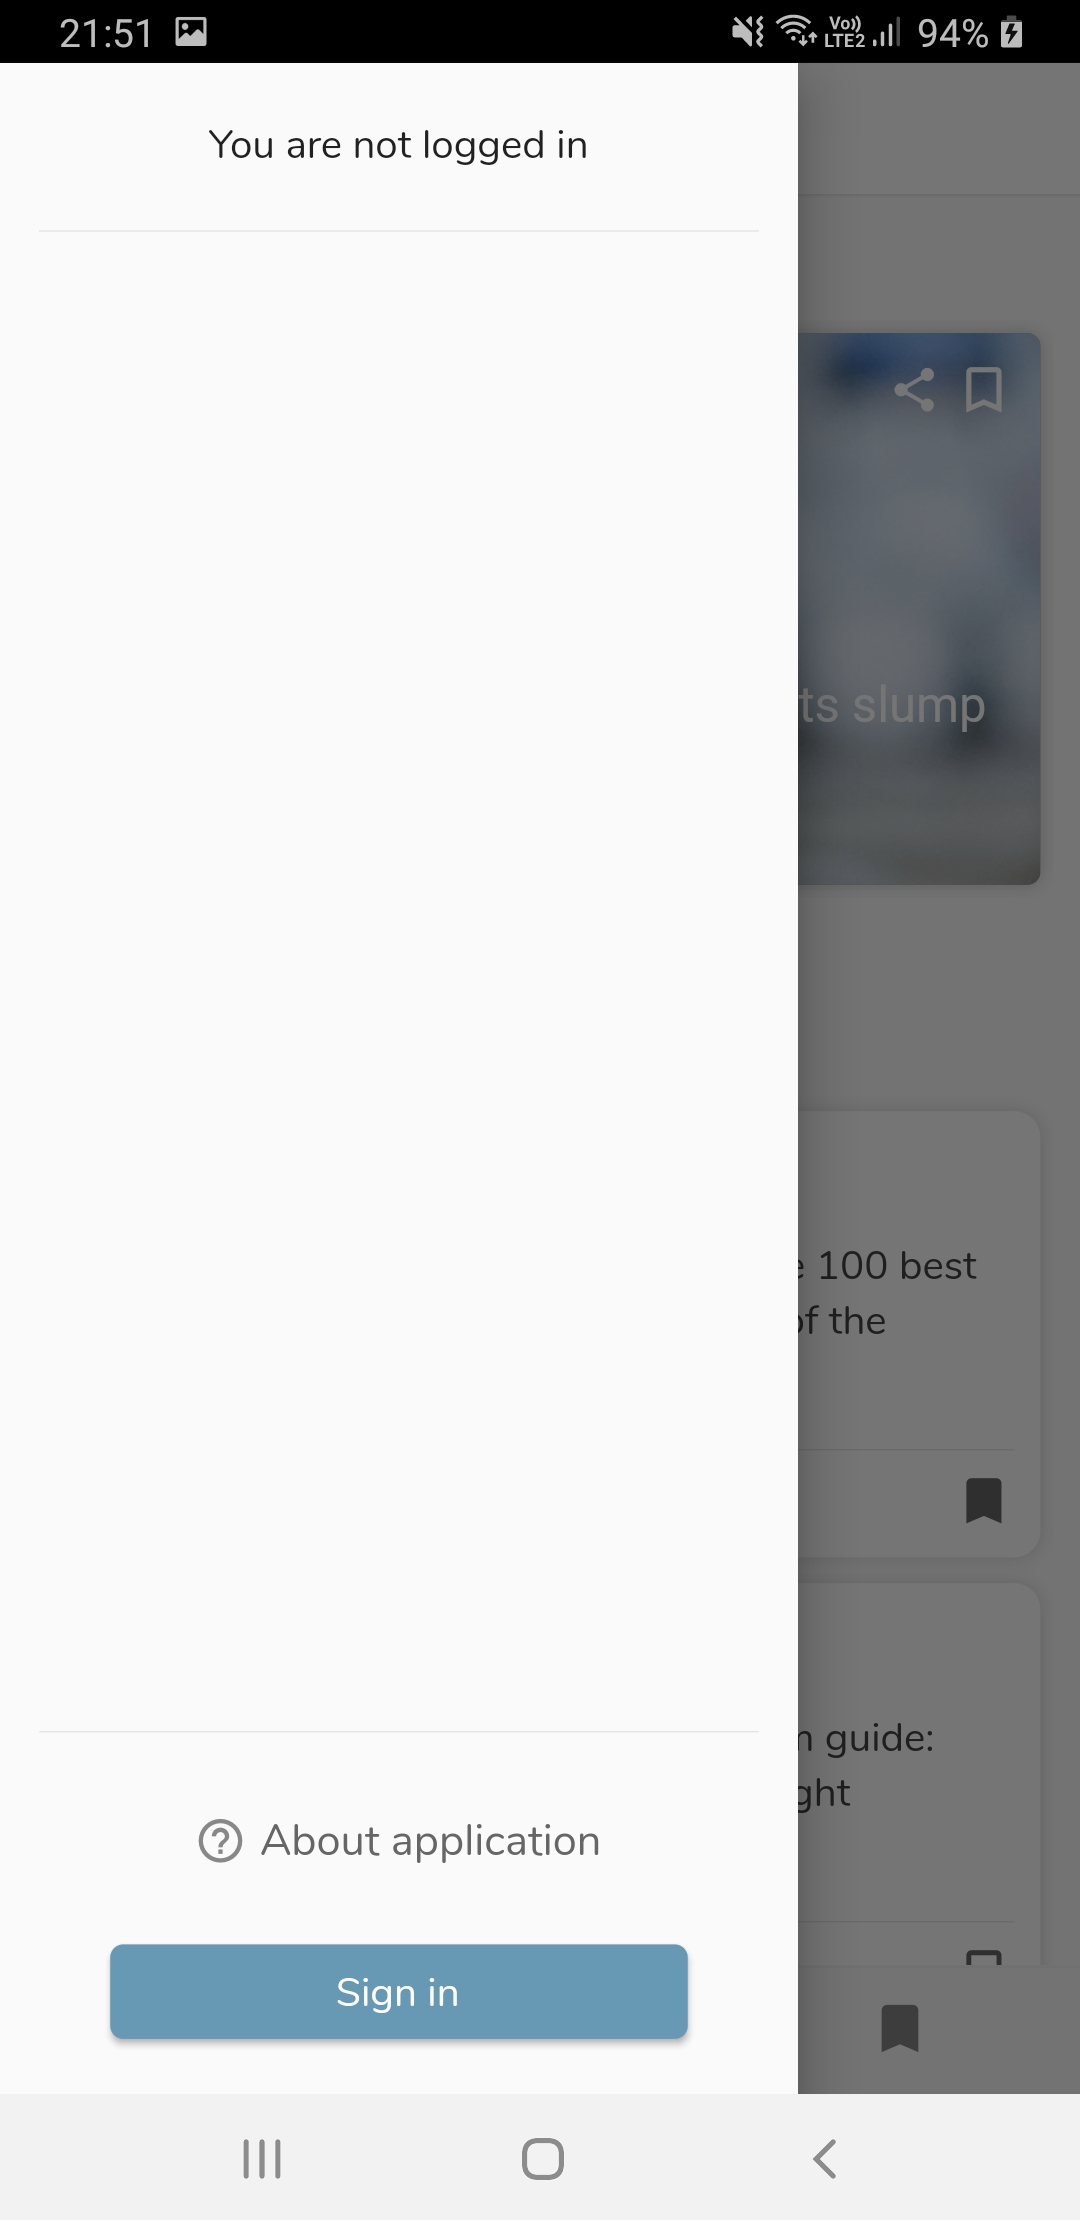 21:51
Vo)) LTE2
94%
You are not logged in
ts slump
100 best
of the
guide:
About application
Sign in